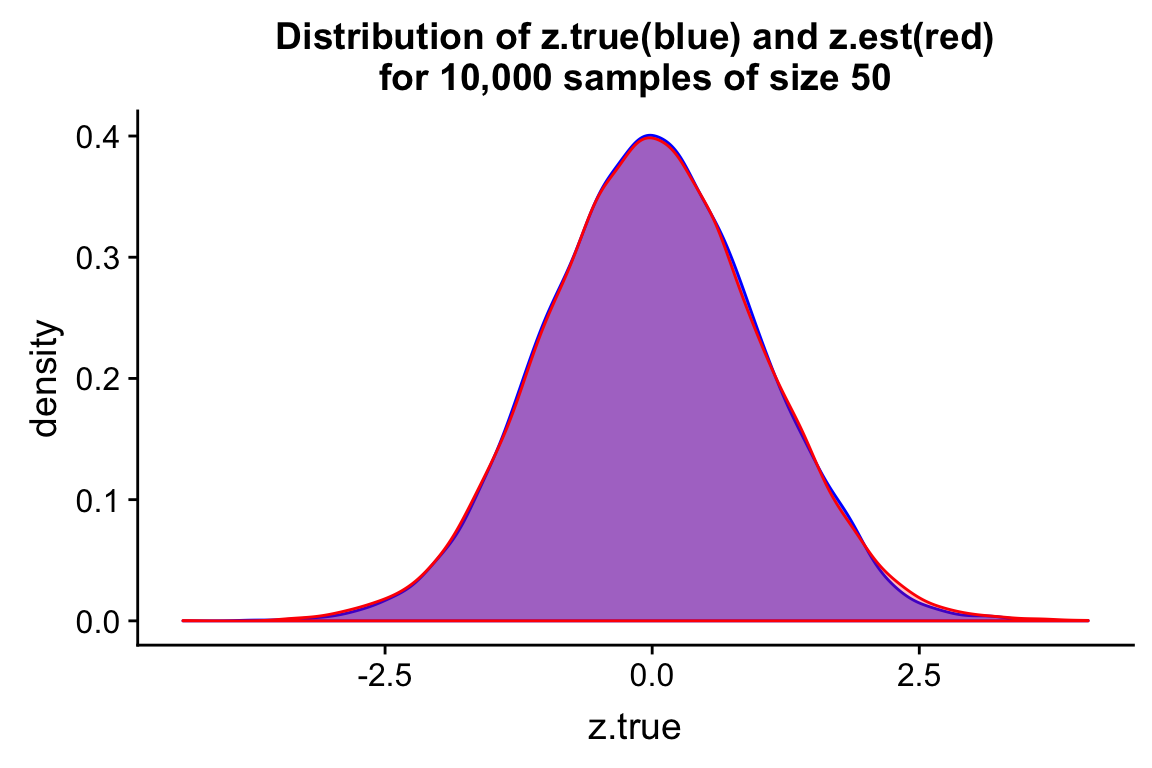 Distribution of z.true(blue) and z.est(red)
for 10,000 samples of size 50
density
0.4
0.3
0.2
0.1
0.0
-2.5
0.0
2.5
z.true